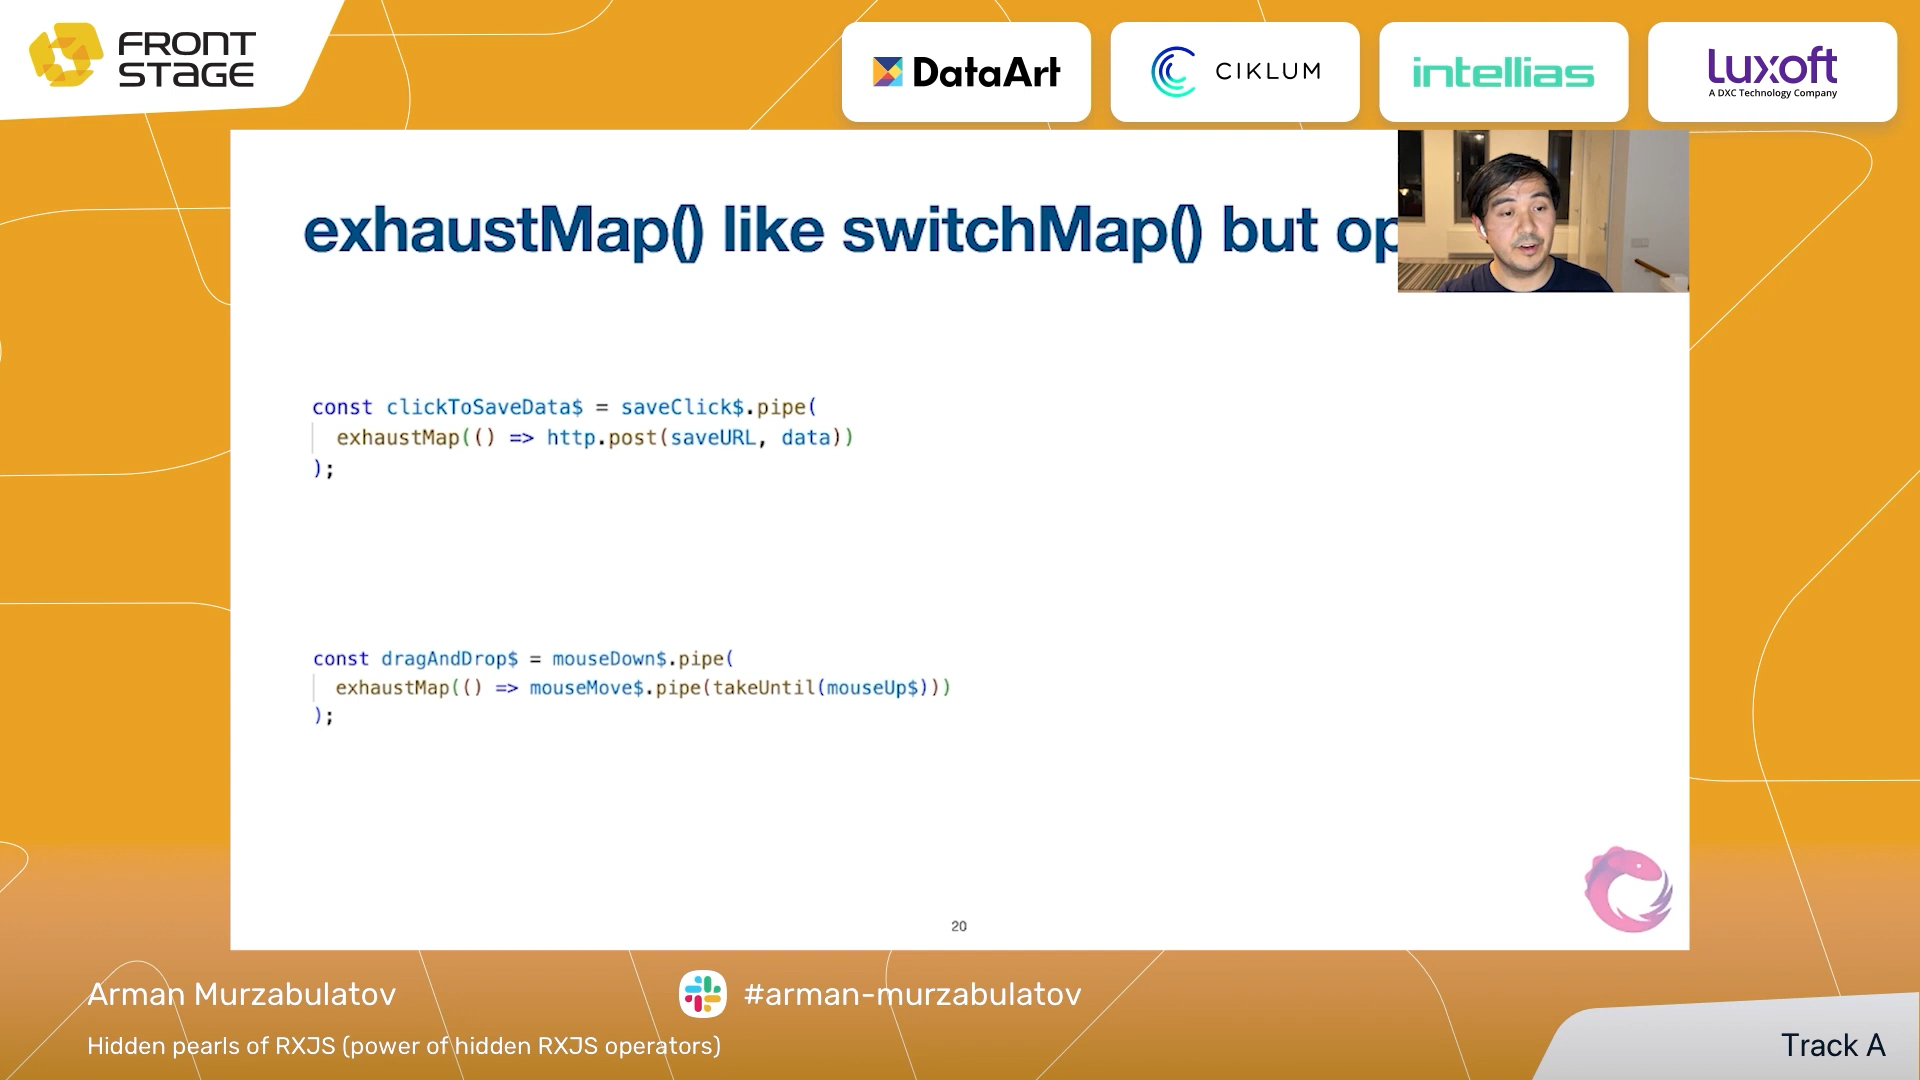 FRONT
STAGE
DataArt
CIKLUM
intellias
Luxoft
A DXC Technology Company
exhaustMap() like switchMap() but op
const clickToSaveData$ = saveClick$.pipe(
exhaustMap(() => http.post(saveURL, data))
);
const dragAndDrop$ = mouseDown$.pipe(
exhaustMap(() => mouseMove$.pipe(takeUntil(mouseUp$)))
);
20
Arman Murzabulatov
#arman-murzabulatov
Hidden pearls of RXJS (power of hidden RXJS operators)
Track A